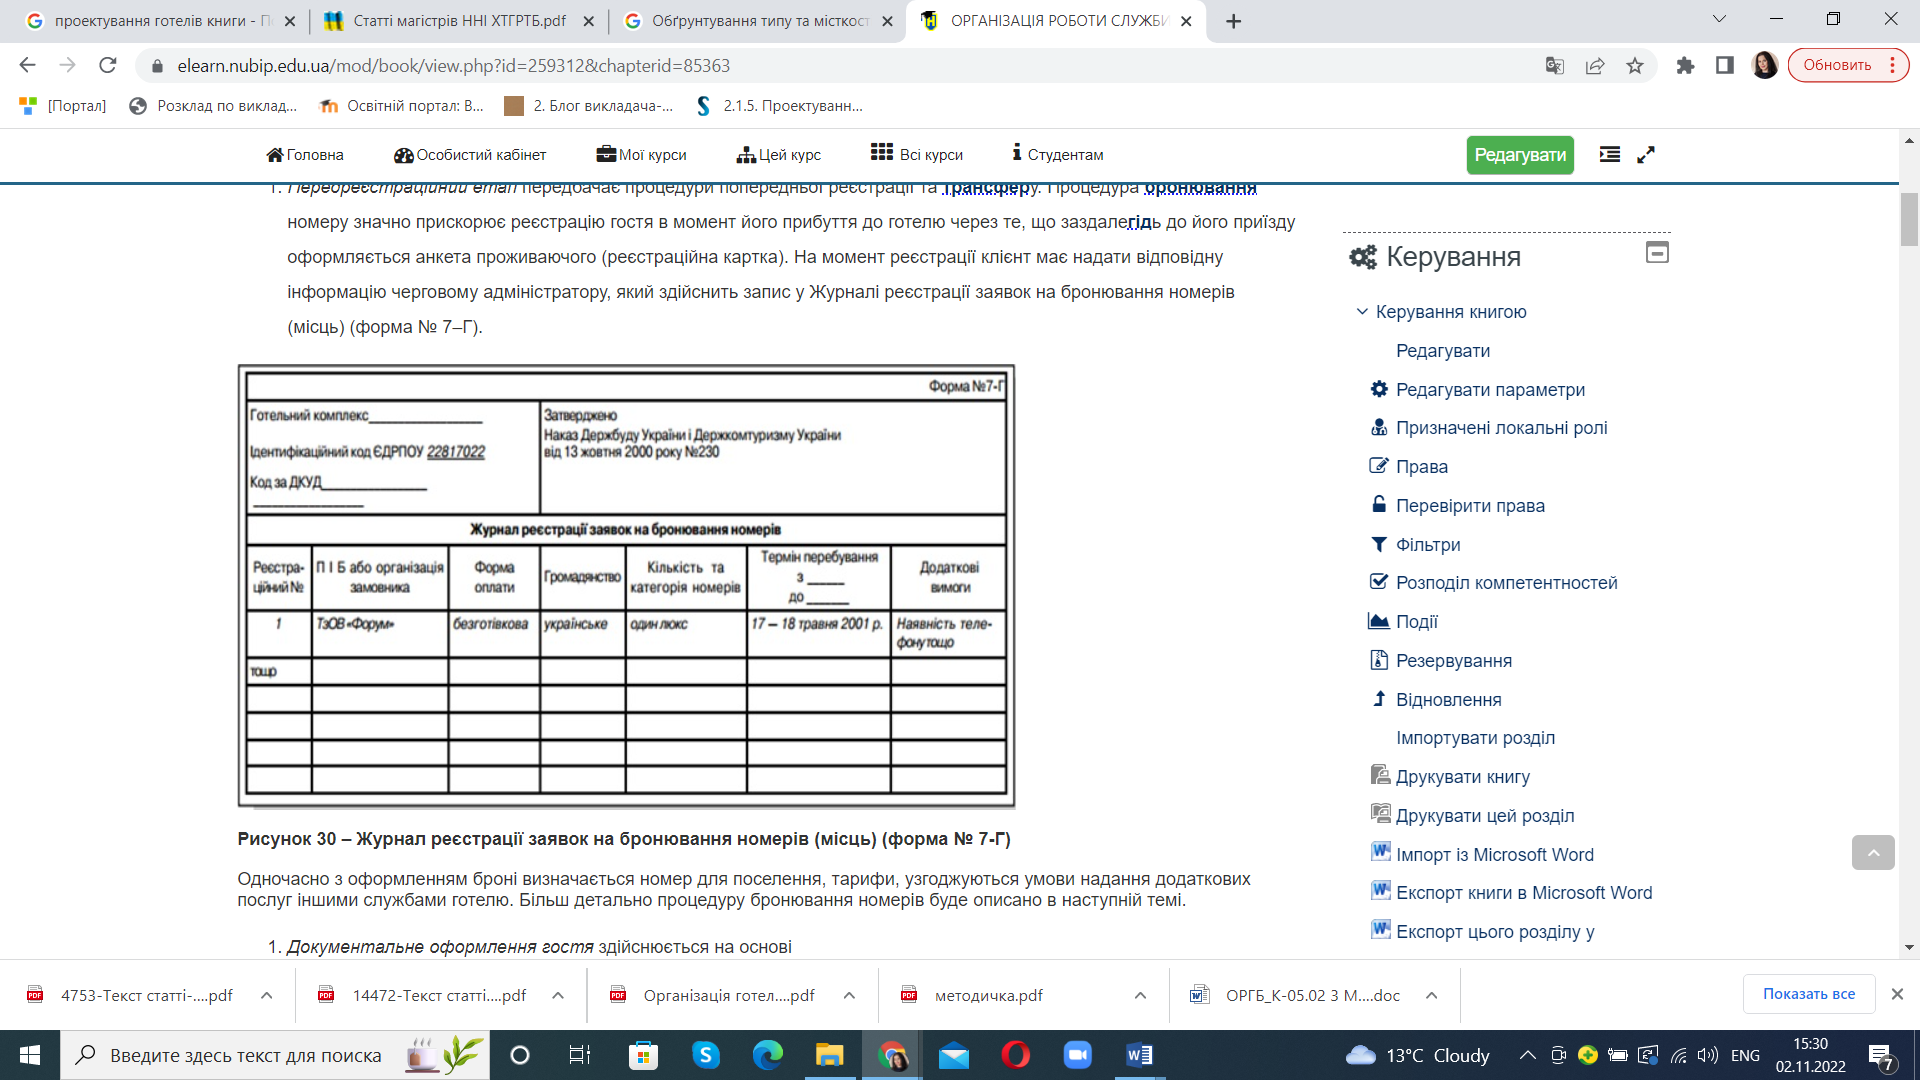 проектування готелів книги - П
Статті магістрів ННІ ХТГРТБ.pdf
Обґрунтування типу та місткост
ОРГАНІЗАЦІЯ РОБОТИ СЛУЖБИ
elearn.nubip.edu.ua/mod/book/view.php?id=259312&chapterid=85363
Обновить
[Портал]
Розклад по виклад...
Освітній портал: В...
2. Блог викладача-...
2.1.5. Проектуванн...
Головна
Особистий кабінет
Мої курси
Цей курс
Всі курси
Студентам
Редагувати
1. Передреєстраційний етап передбачає процедури попередньої реєстрації та трансферу. Процедура бронювання
номеру значно прискорює реєстрацію гостя в момент його прибуття до готелю через те, що заздалегідь до його приїзду
оформляється анкета проживаючого (реєстраційна картка). На момент реєстрації клієнт має надати відповідну
інформацію черговому адміністратору, який здійснить запис у Журналі реєстрації заявок на бронювання номерів
(місць) (форма № 7–Г).
Форма №7-Г
Готельний комплекс
Ідентифікаційний код ЄДРПОУ 22817022
Код за ДКУД
Затверджено
Наказ Держбуду України і Держкомтуризму України
від 13 жовтня 2000 року №230
Журнал реєстрації заявок на бронювання номерів
Реєстра-
ційний №
П І Б або організація
замовника
Форма
оплати
Громадянство
Кількість та
категорія номерів
Термін перебування
з ______
до ______
Додаткові
вимоги
1
ТзОВ «Форум»
безготівкова
українське
один люкс
17 – 18 травня 2001 р.
Наявність теле-
фону тощо
тощо
Рисунок 30 – Журнал реєстрації заявок на бронювання номерів (місць) (форма № 7-Г)
Одночасно з оформленням броні визначається номер для поселення, тарифи, узгоджуються умови надання додаткових
послуг іншими службами готелю. Більш детально процедуру бронювання номерів буде описано в наступній темі.
1. Документальне оформлення гостя здійснюється на основі
Керування
Керування книгою
Редагувати
Редагувати параметри
Призначені локальні ролі
Права
Перевірити права
Фільтри
Розподіл компетентностей
Події
Резервування
Відновлення
Імпортувати розділ
Друкувати книгу
Друкувати цей розділ
Імпорт із Microsoft Word
Експорт книги в Microsoft Word
Експорт цього розділу у
4753-Текст статті-....pdf
14472-Текст статті....pdf
Організація готел....pdf
методичка.pdf
ОРГБ_К-05.02 З М....doc
Показать все
Введите здесь текст для поиска
13°C Cloudy
ENG
15:30
02.11.2022
7